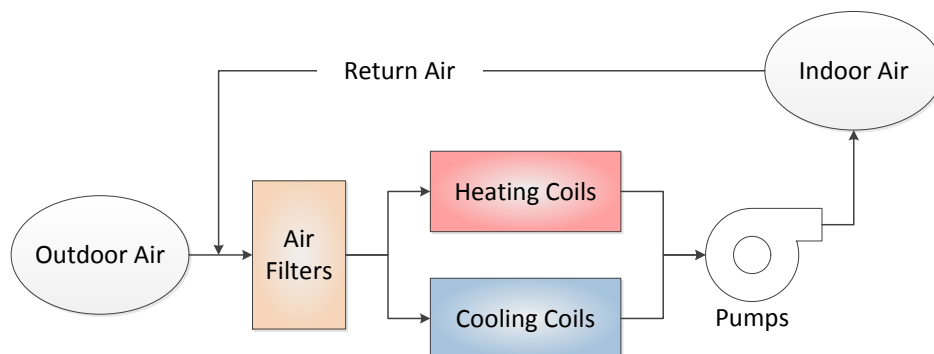 Return Air
Indoor Air
Outdoor Air
Air
Filters
Heating Coils
Cooling Coils
Pumps